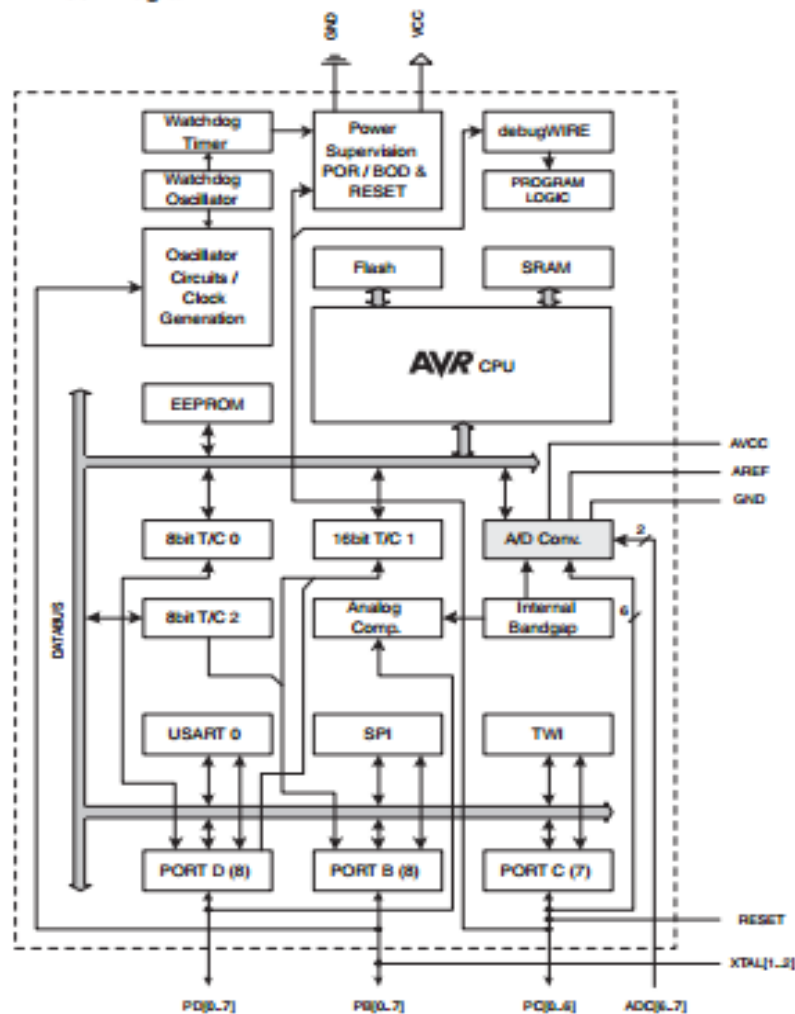 GND
VCC
Watchdog
Timer
Power
Supervision
POR / BOD &
RESET
debugWIRE
Watchdog
Oscillator
PROGRAM
LOGIC
Oscillator
Circuits /
Clock
Generation
Flash
SRAM
AVR CPU
EEPROM
AVCC
AREF
GND
8bit T/C 0
16bit T/C 1
A/D Conv.
2
DATABUS
8bit T/C 2
Analog
Comp.
Internal
Bandgap
6
USART 0
SPI
TWI
PORT D (8)
PORT B (8)
PORT C (7)
RESET
XTAL[1..2]
PD[0..7]
PB[0..7]
PC[0..6]
ADC[6..7]